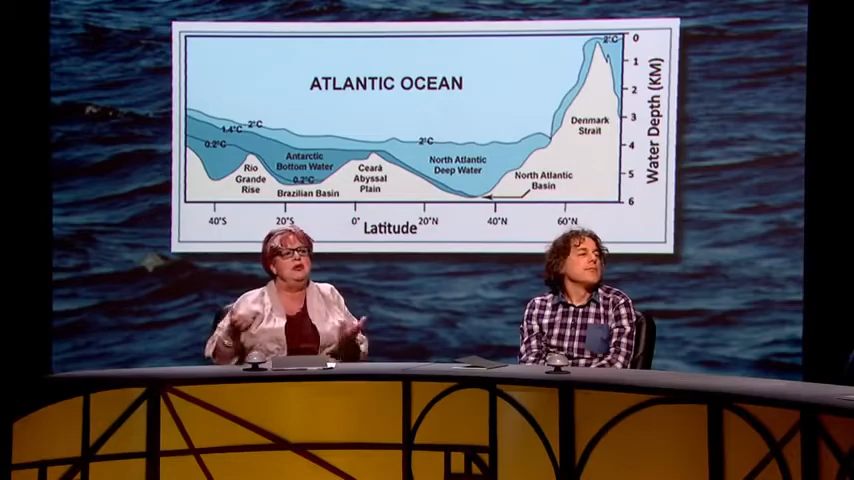 ATLANTIC OCEAN
2°C
0
1
2
3
4
5
6
Water Depth (KM)
Denmark
Strait
1.4°C
2°C
2°C
0.2°C
Antarctic
Bottom Water
North Atlantic
Deep Water
Rio
Grande
Rise
0.2°C
Brazilian Basin
Ceará
Abyssal
Plain
North Atlantic
Basin
40°S
20°S
0°
20°N
40°N
60°N
Latitude